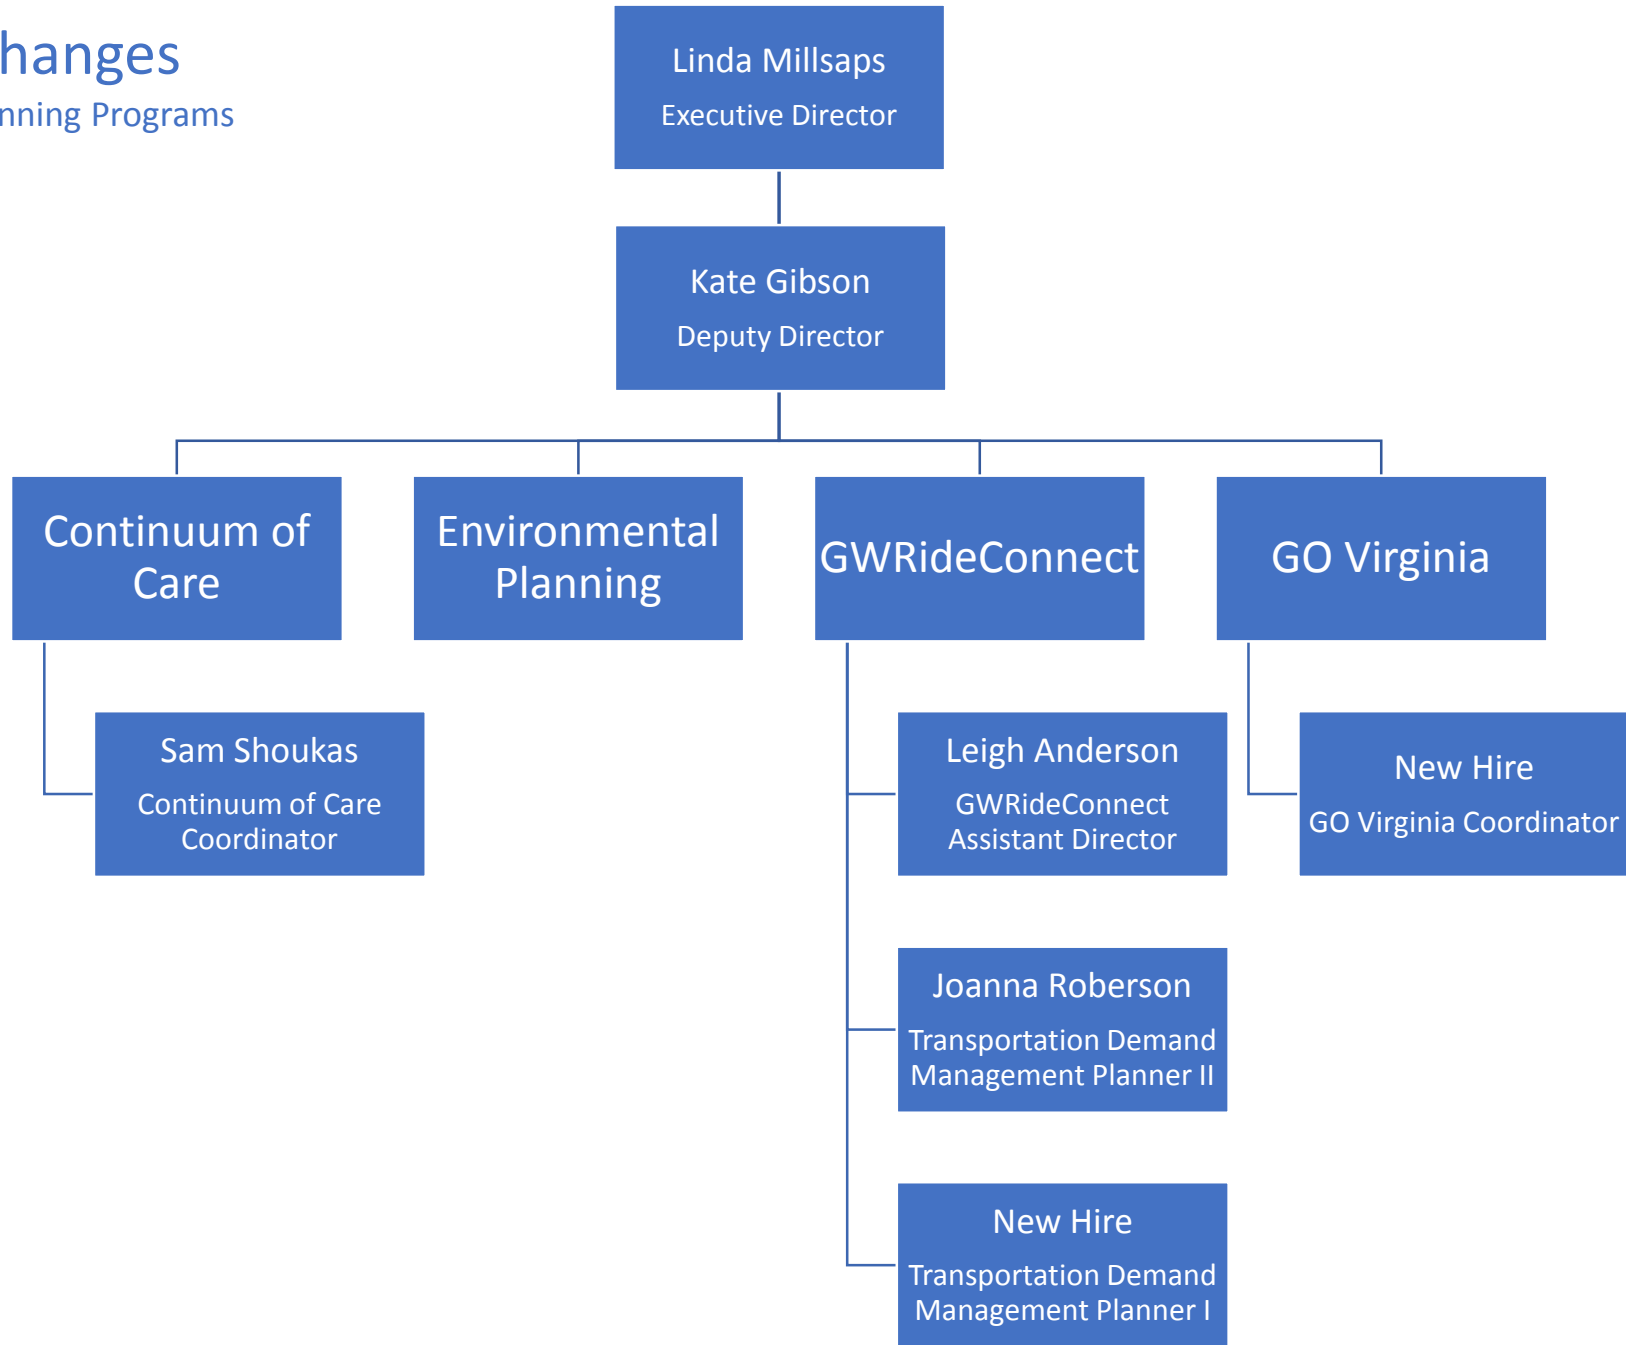 hanges
nning Programs
Linda Millsaps
Executive Director
Kate Gibson
Deputy Director
Continuum of
Care
Environmental
Planning
GWRideConnect
GO Virginia
Sam Shoukas
Continuum of Care
Coordinator
Leigh Anderson
GWRideConnect
Assistant Director
New Hire
GO Virginia Coordinator
Joanna Roberson
Transportation Demand
Management Planner II
New Hire
Transportation Demand
Management Planner I